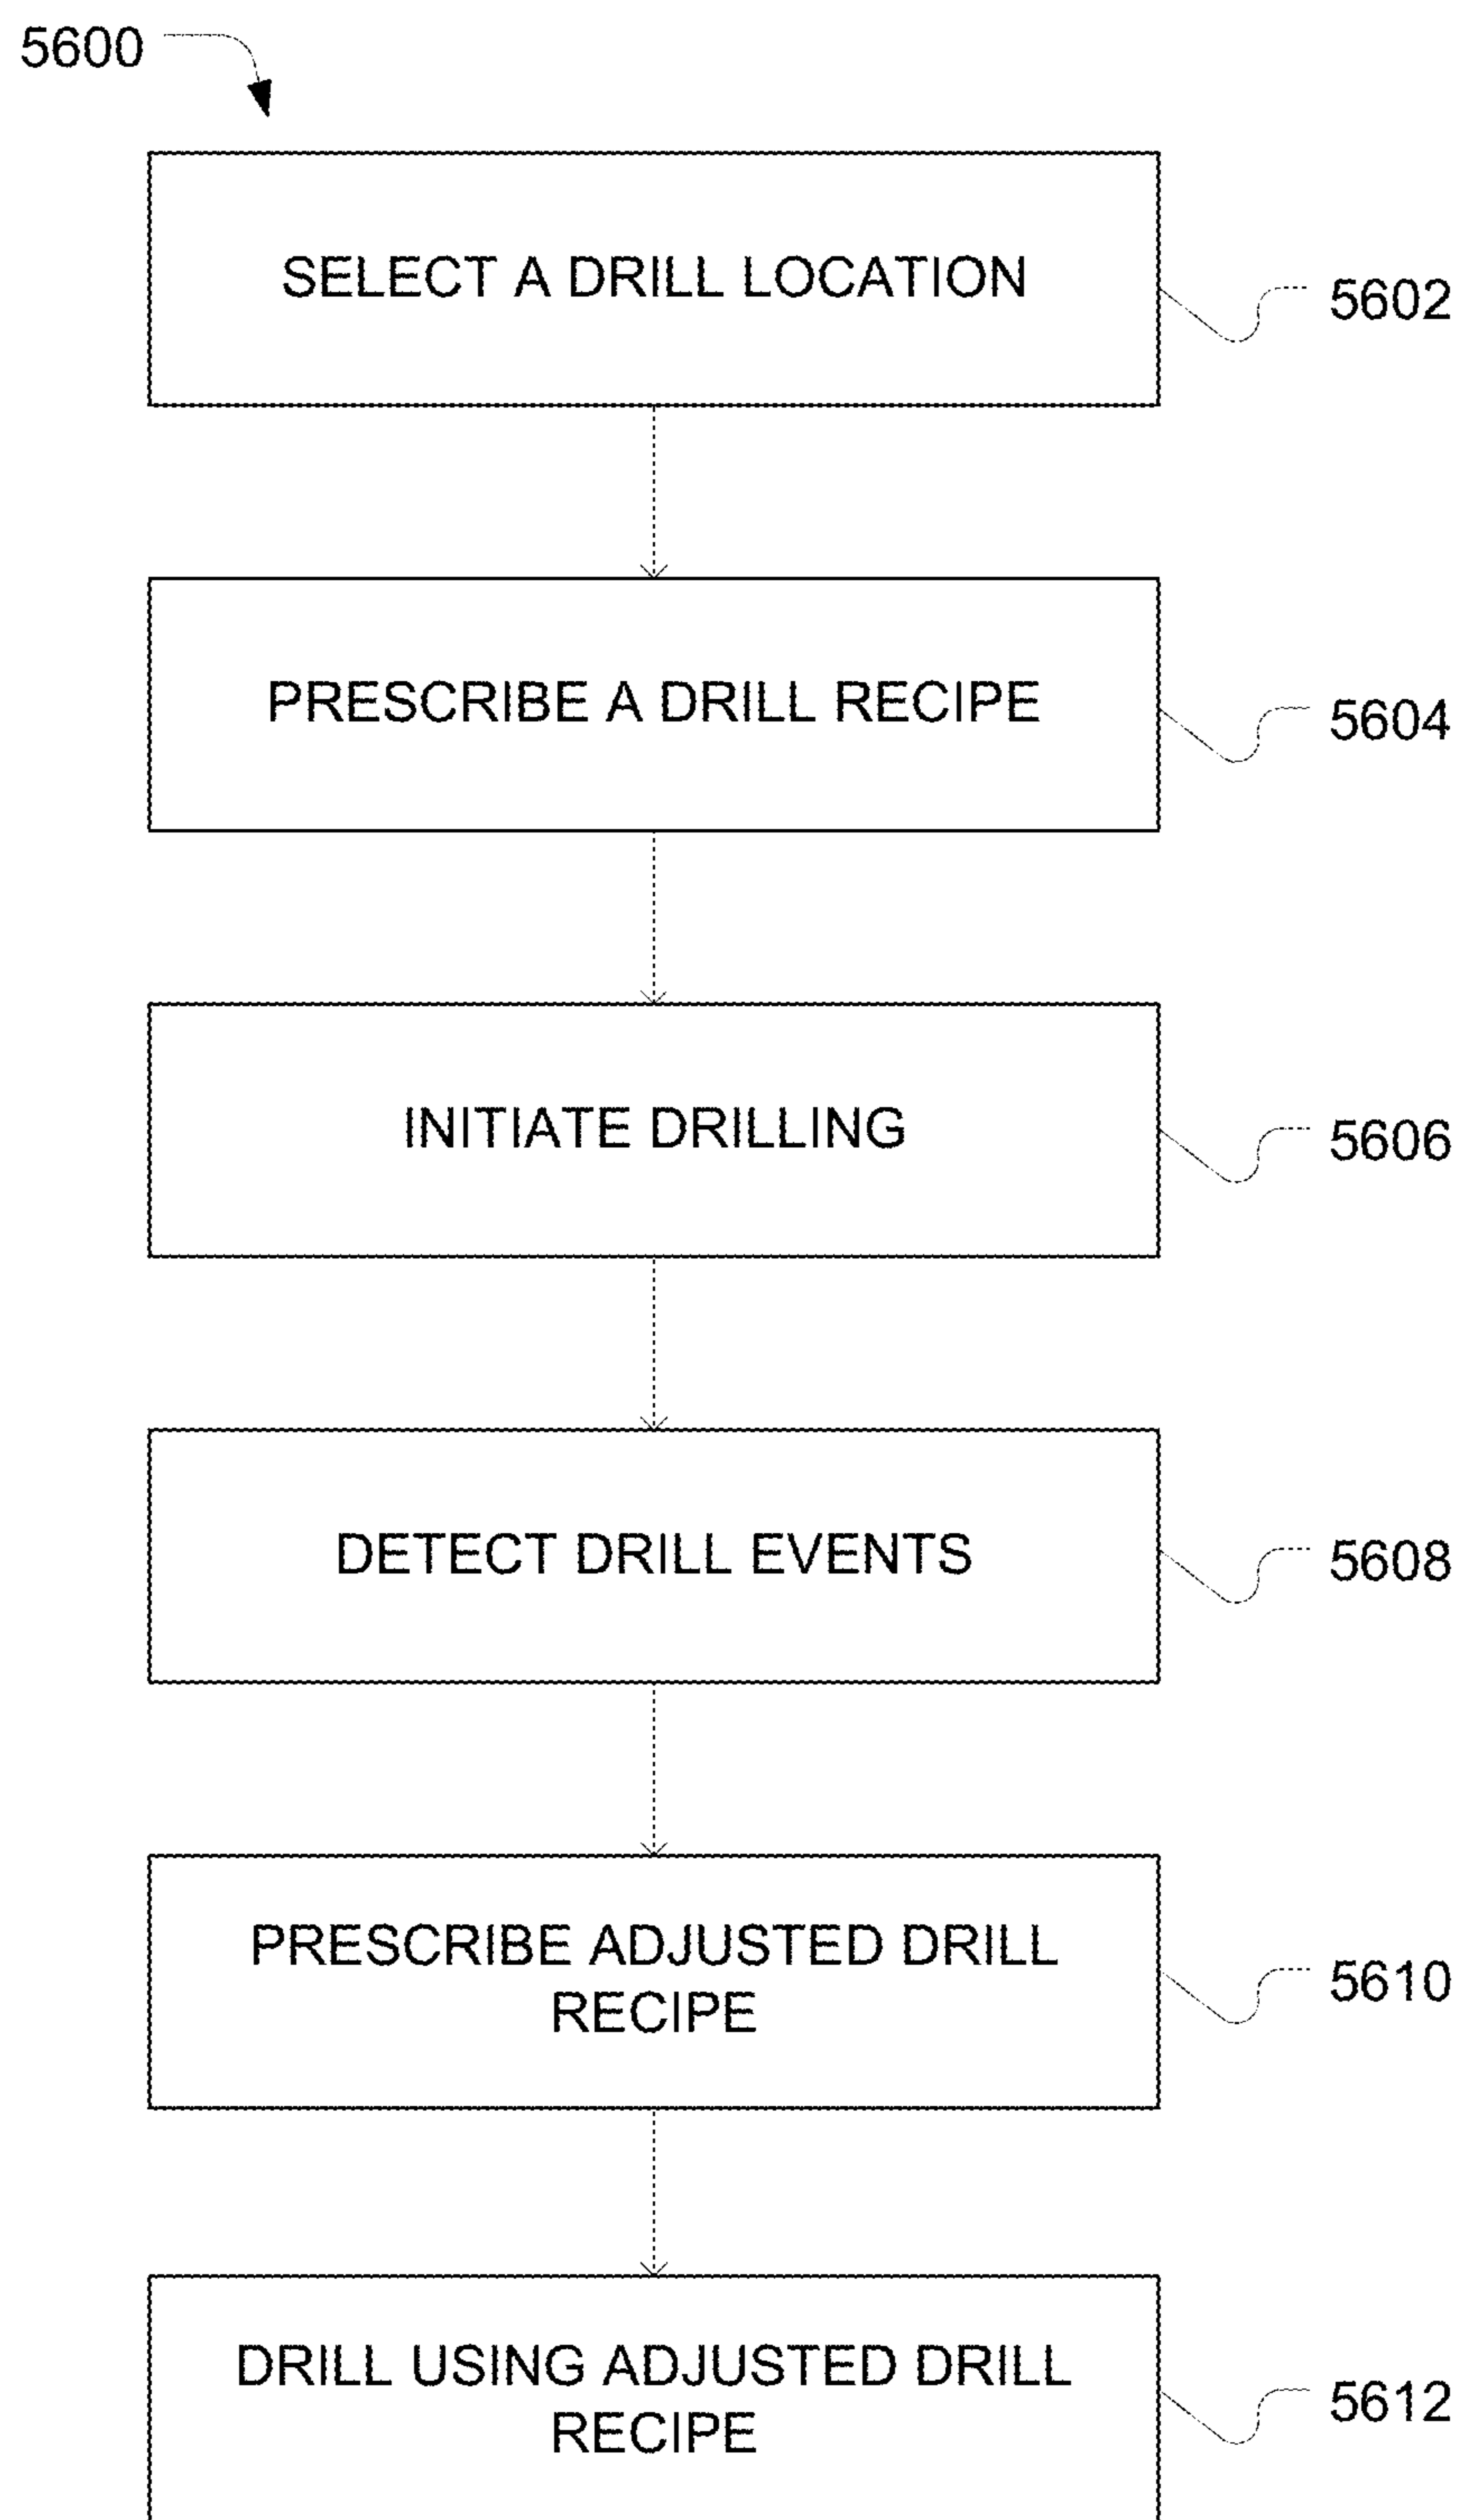 5600
SELECT A DRILL LOCATION
5602
PRESCRIBE A DRILL RECIPE
5604
INITIATE DRILLING
5606
DETECT DRILL EVENTS
5608
PRESCRIBE ADJUSTED DRILL
RECIPE
5610
DRILL USING ADJUSTED DRILL
RECIPE
5612